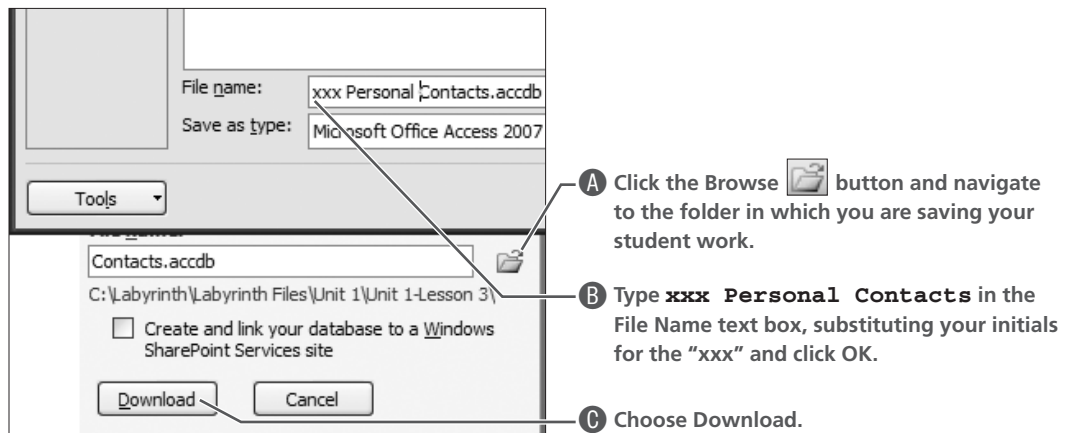 File name:
xxx Personal Contacts.accdb
Save as type:
Microsoft Office Access 2007
Tools
Contacts.accdb
C:\Labyrinth\Labyrinth Files\Unit 1\Unit 1-Lesson 3\
Create and link your database to a Windows
SharePoint Services site
Download
Cancel
A Click the Browse button and navigate
to the folder in which you are saving your
student work.
B Type xxx Personal Contacts in the
File Name text box, substituting your initials
for the “xxx” and click OK.
C Choose Download.